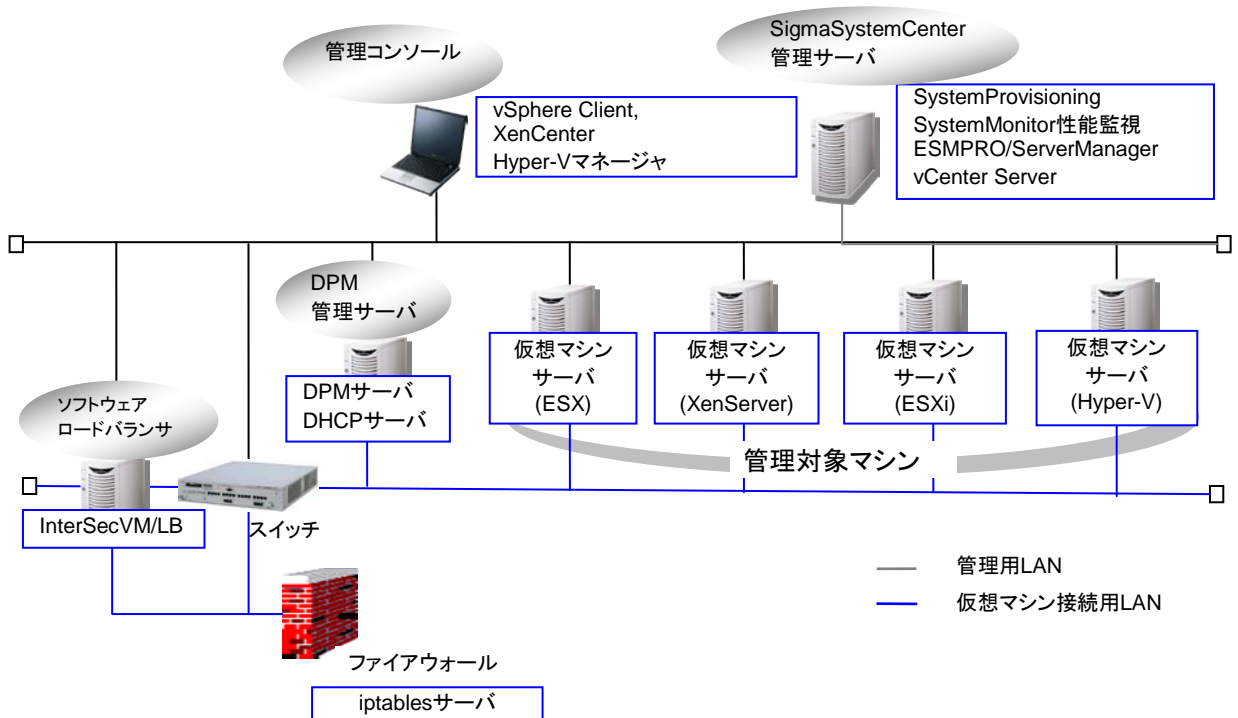 管理コンソール
SigmaSystemCenter
管理サーバ
vSphere Client,
XenCenter
Hyper-Vマネージャ
SystemProvisioning
SystemMonitor性能監視
ESMPRO/ServerManager
vCenter Server
DPM
管理サーバ
DPMサーバ
DHCPサーバ
仮想マシン
サーバ
(ESX)
仮想マシン
サーバ
(XenServer)
仮想マシン
サーバ
(ESXi)
仮想マシン
サーバ
(Hyper-V)
ソフトウェア
ロードバランサ
管理対象マシン
InterSecVM/LB
スイッチ
管理用LAN
仮想マシン接続用LAN
ファイアウォール
iptablesサーバ